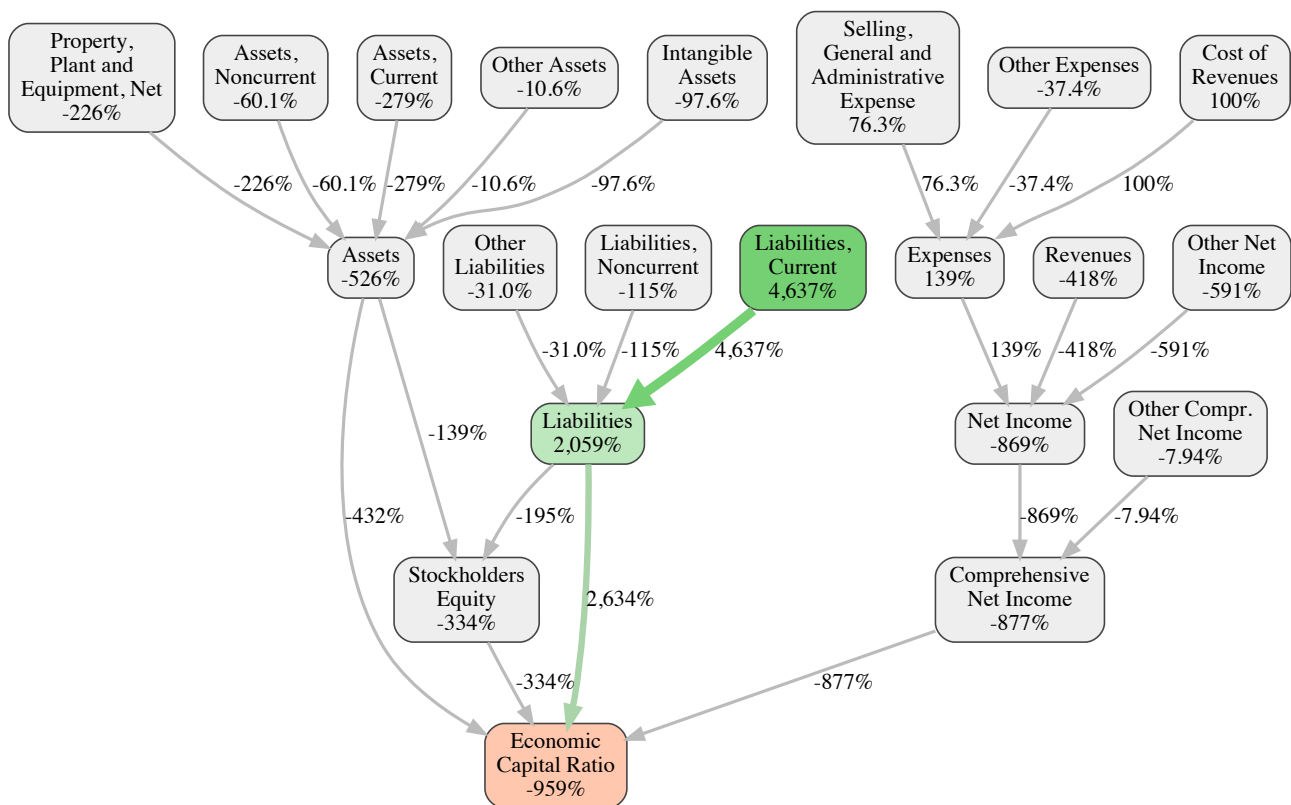 Property,
Plant and
Equipment, Net
-226%
Assets,
Noncurrent
-60.1%
Assets,
Current
-279%
Other Assets
-10.6%
Intangible
Assets
-97.6%
Selling,
General and
Administrative
Expense
76.3%
Other Expenses
-37.4%
Cost of
Revenues
100%
-226%
-60.1%
-279%
-10.6%
-97.6%
76.3%
-37.4%
100%
Assets
-526%
Other
Liabilities
-31.0%
Liabilities,
Noncurrent
-115%
Liabilities,
Current
4,637%
Expenses
139%
Revenues
-418%
Other Net
Income
-591%
-31.0%
-115%
4,637%
139%
-418%
-591%
Liabilities
2,059%
Net Income
-869%
Other Compr.
Net Income
-7.94%
-139%
-432%
-195%
2,634%
-869%
-7.94%
Stockholders
Equity
-334%
Comprehensive
Net Income
-877%
-334%
-877%
Economic
Capital Ratio
-959%